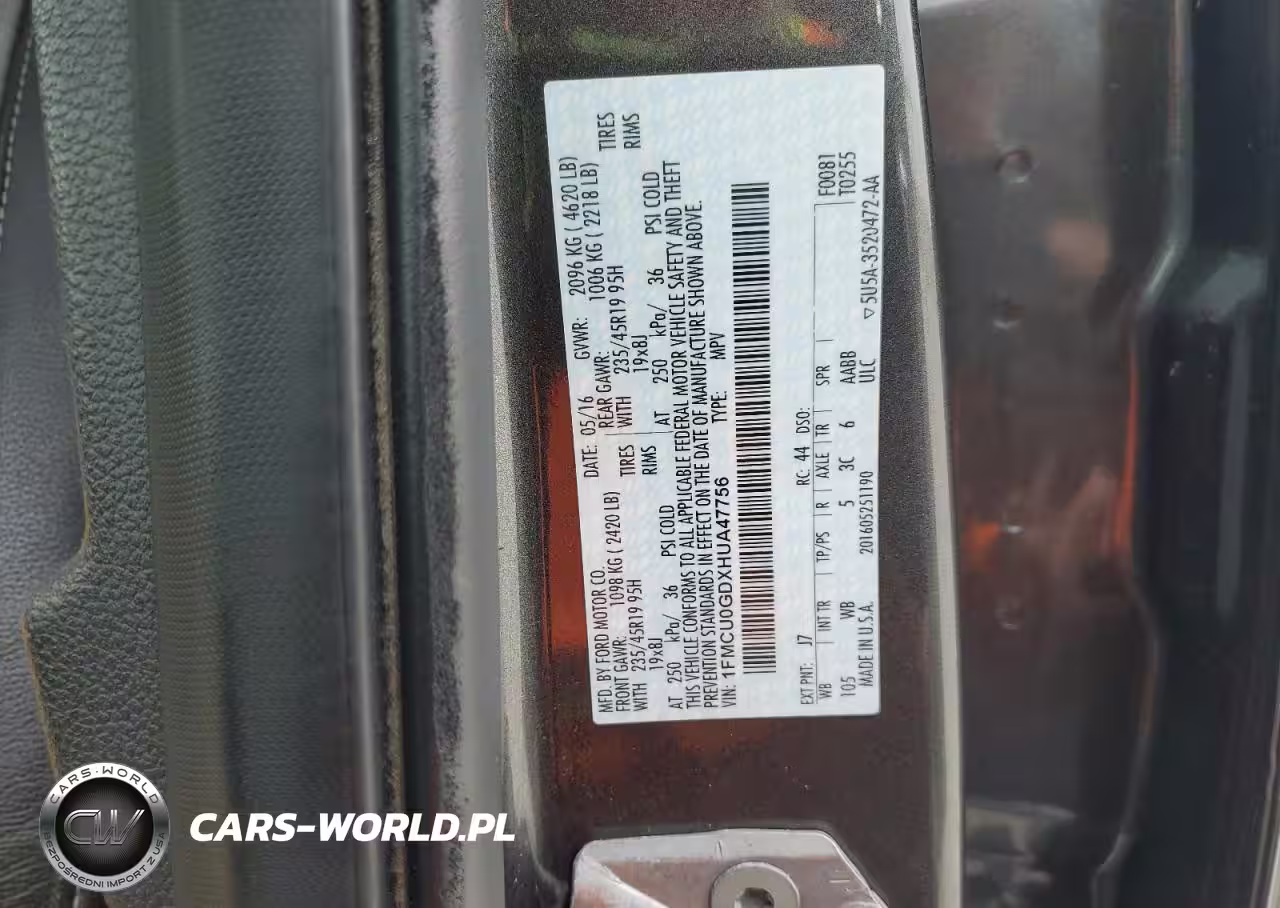 MFD. BY FORD MOTOR CO. DATE: 05/16 GVWR: 2096 KG ( 4620 LB)
FRONT GAWR: 1098 KG ( 2420 LB) REAR GAWR: 1006 KG ( 2218 LB)
WITH 235/45R19 95H TIRES WITH 235/45R19 95H TIRES
19x8J RIMS 19x8J RIMS
AT 250 kPa/ 36 PSI COLD AT 250 kPa/ 36 PSI COLD
THIS VEHICLE CONFORMS TO ALL APPLICABLE FEDERAL MOTOR VEHICLE SAFETY AND THEFT
PREVENTION STANDARDS IN EFFECT ON THE DATE OF MANUFACTURE SHOWN ABOVE.
VIN: 1FMCU0GDXHUA47756 TYPE: MPV
EXT PNT: J7 RC: 44 DSO: F0081
WB INT TR TP/PS R AXLE TR SPR T0255
105 WB 5 3C 6 AABB
MADE IN U.S.A. 201605251190 ULC ▽5U5A-3520472-AA
CARS-WORLD
CW
BEZPOŚREDNI IMPORT Z USA
CARS-WORLD.PL